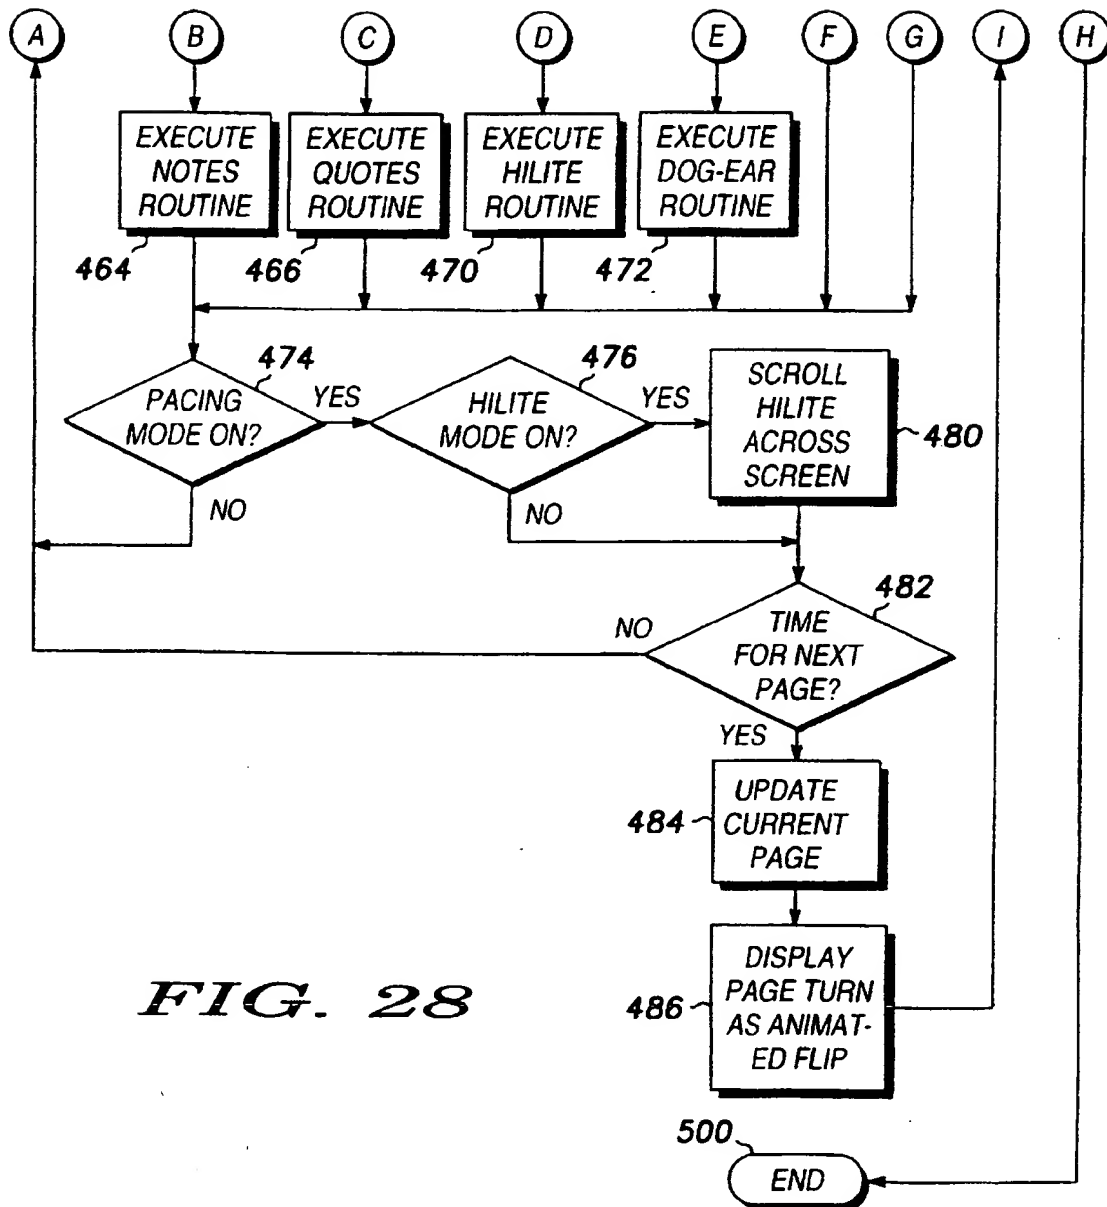 A B C D E F G I H
EXECUTE
NOTES
ROUTINE
464
EXECUTE
QUOTES
ROUTINE
466
EXECUTE
HILITE
ROUTINE
470
EXECUTE
DOG-EAR
ROUTINE
472
PACING
MODE ON?
474
YES
NO
HILITE
MODE ON?
476
YES
NO
SCROLL
HILITE
ACROSS
SCREEN
480
TIME
FOR NEXT
PAGE?
482
NO
YES
UPDATE
CURRENT
PAGE
484
DISPLAY
PAGE TURN
AS ANIMAT-
ED FLIP
486
FIG. 28
500
END